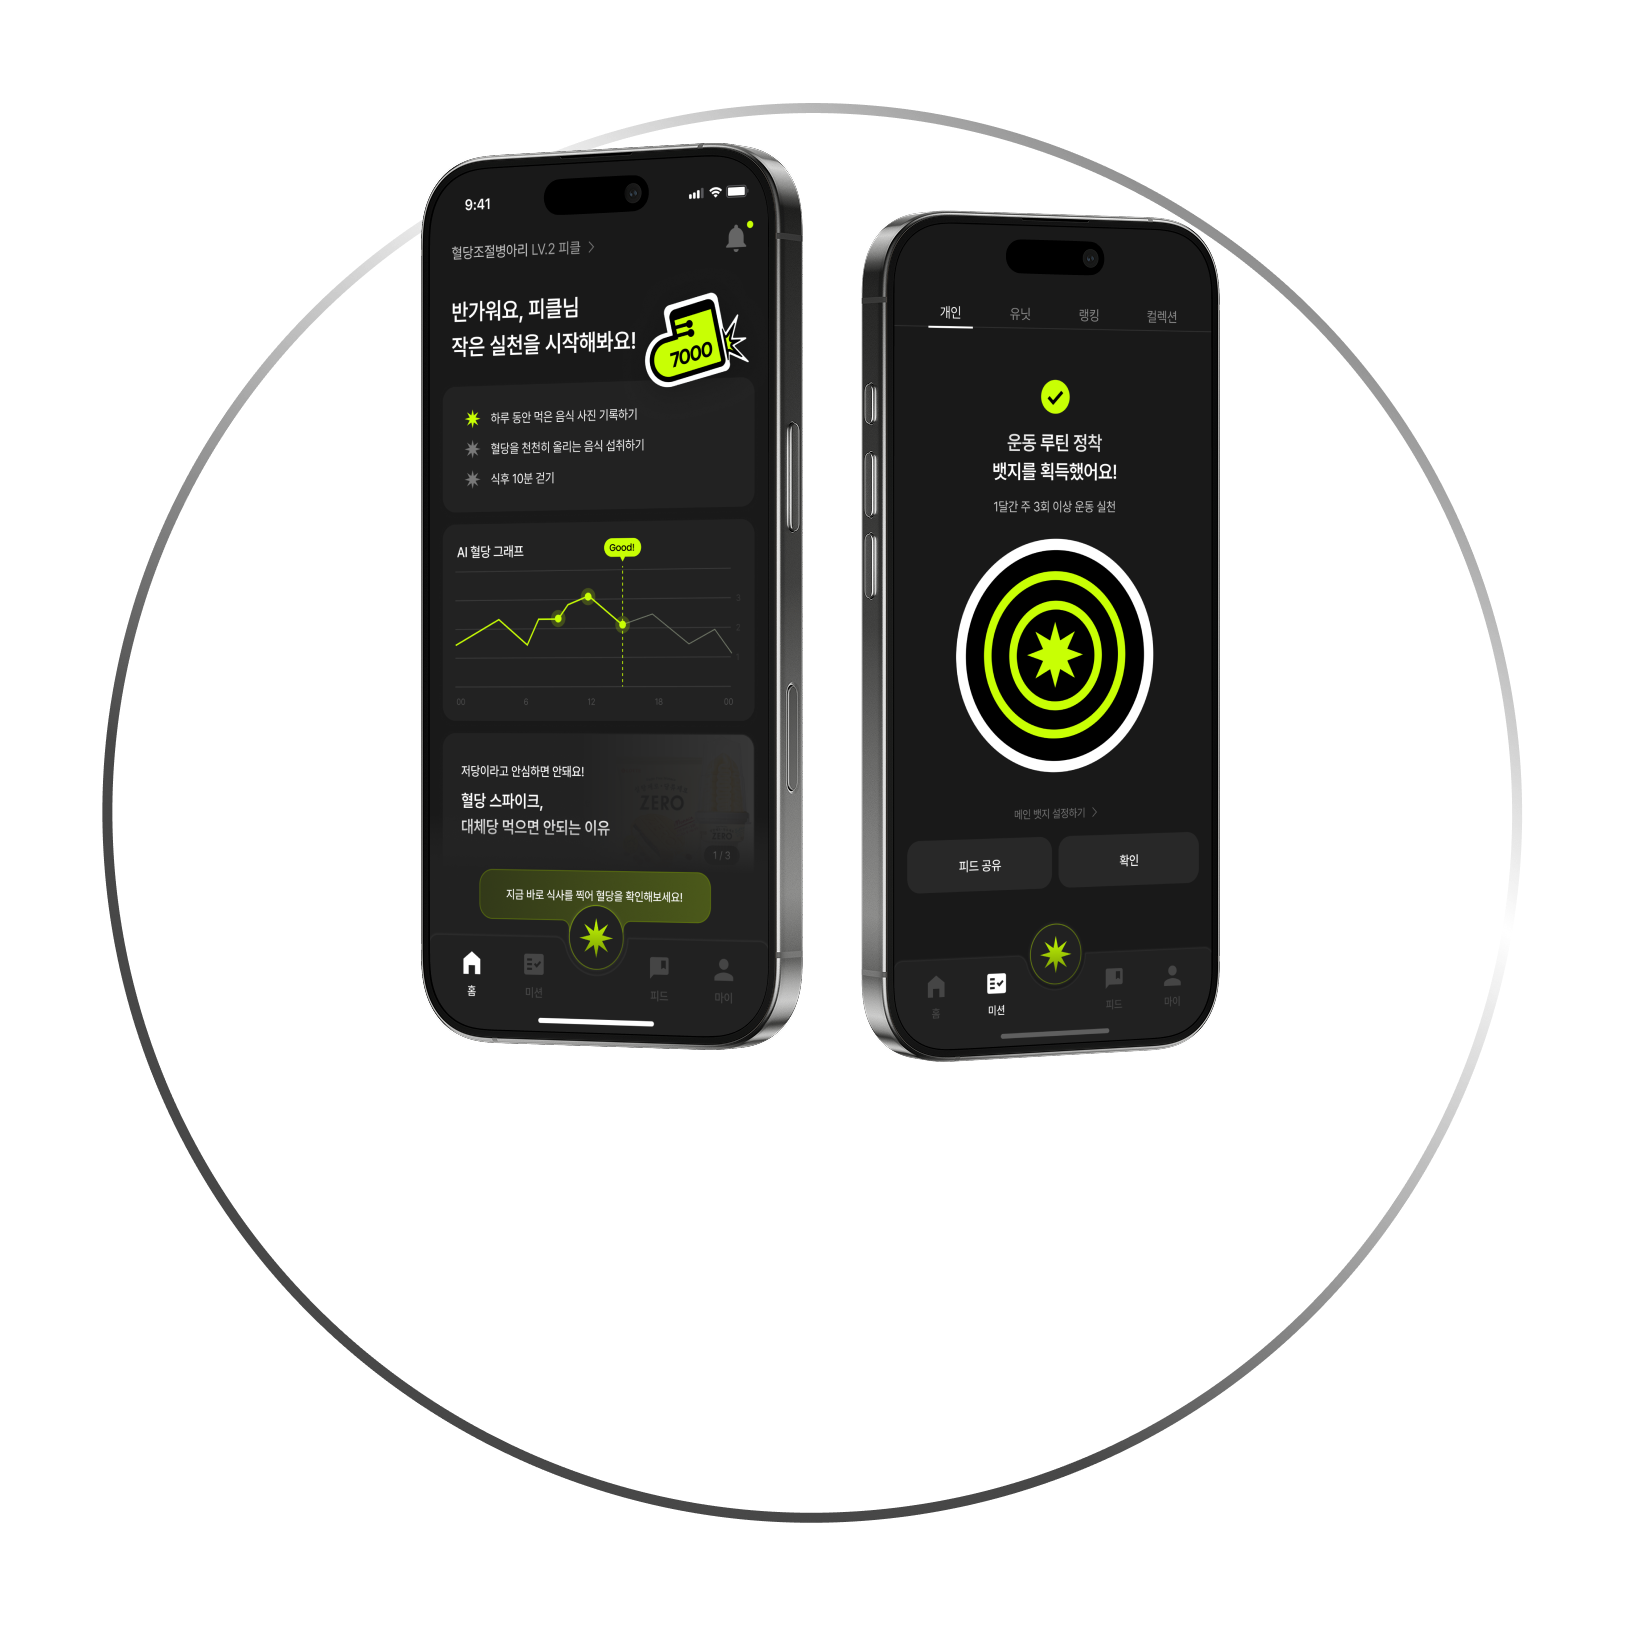 9:41
혈당조절병아리 LV.2 피클
반가워요, 피클님
작은 실천을 시작해봐요!
7000
하루 동안 먹은 음식 사진 기록하기
혈당을 천천히 올리는 음식 섭취하기
식후 10분 걷기
AI 혈당 그래프
Good!
3
2
1
00 6 12 18 00
저당이라고 안심하면 안돼요!
혈당 스파이크,
대체당 먹으면 안되는 이유
ZERO
ZERO
1 / 3
지금 바로 식사를 찍어 혈당을 확인해보세요!
홈 미션 피드 마이
개인 유닛 랭킹 컬렉션
운동 루틴 정착
뱃지를 획득했어요!
1달간 주 3회 이상 운동 실천
메인 뱃지 설정하기
피드 공유 확인
홈 미션 피드 마이